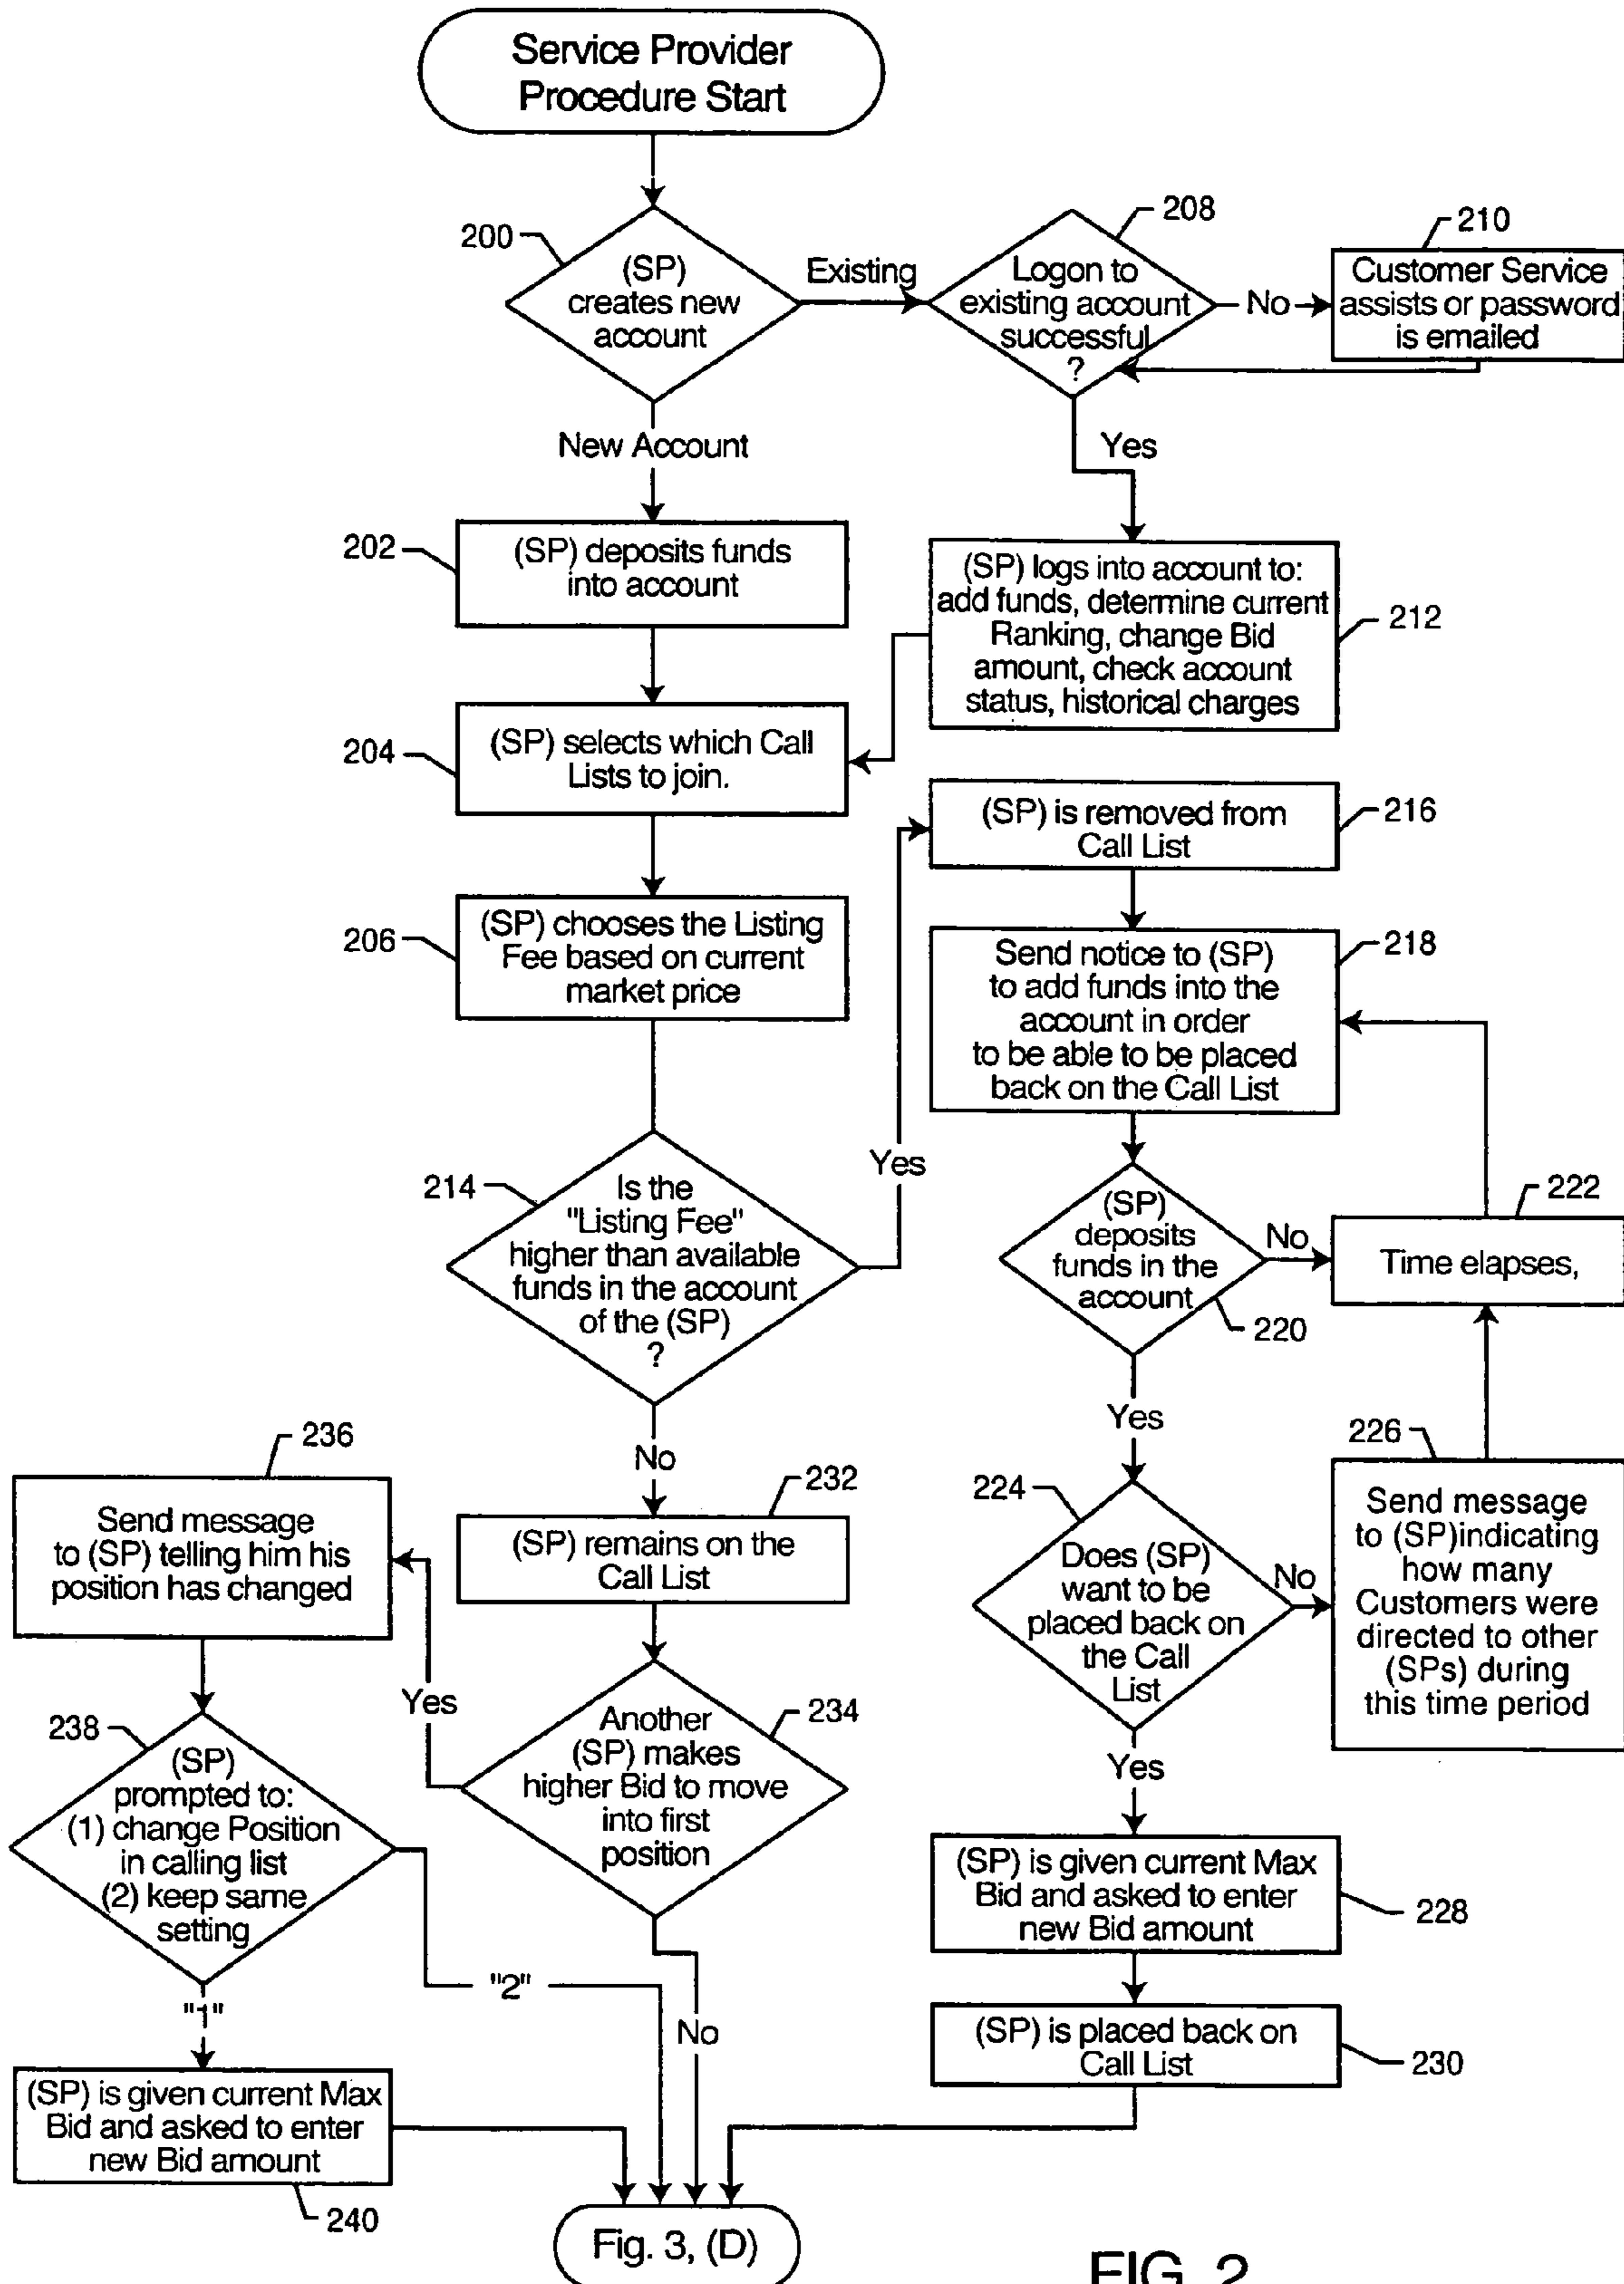 Service Provider
Procedure Start
200
(SP)
creates new
account
Existing
208
Logon to
existing account
successful
?
No
210
Customer Service
assists or password
is emailed
New Account
Yes
202
(SP) deposits funds
into account
(SP) logs into account to:
add funds, determine current
Ranking, change Bid
amount, check account
status, historical charges
212
204
(SP) selects which Call
Lists to join.
(SP) is removed from
Call List
216
206
(SP) chooses the Listing
Fee based on current
market price
Send notice to (SP)
to add funds into the
account in order
to be able to be placed
back on the Call List
218
214
Is the
"Listing Fee"
higher than available
funds in the account
of the (SP)
?
Yes
(SP)
deposits
funds in the
account
220
No
222
Time elapses,
No
Yes
236
Send message
to (SP) telling him his
position has changed
232
(SP) remains on the
Call List
224
Does (SP)
want to be
placed back on
the Call
List
No
226
Send message
to (SP)indicating
how many
Customers were
directed to other
(SPs) during
this time period
Yes
234
Another
(SP) makes
higher Bid to move
into first
position
Yes
238
(SP)
prompted to:
(1) change Position
in calling list
(2) keep same
setting
(SP) is given current Max
Bid and asked to enter
new Bid amount
228
"2"
"1"
No
(SP) is placed back on
Call List
230
(SP) is given current Max
Bid and asked to enter
new Bid amount
240
Fig. 3, (D)
FIG. 2